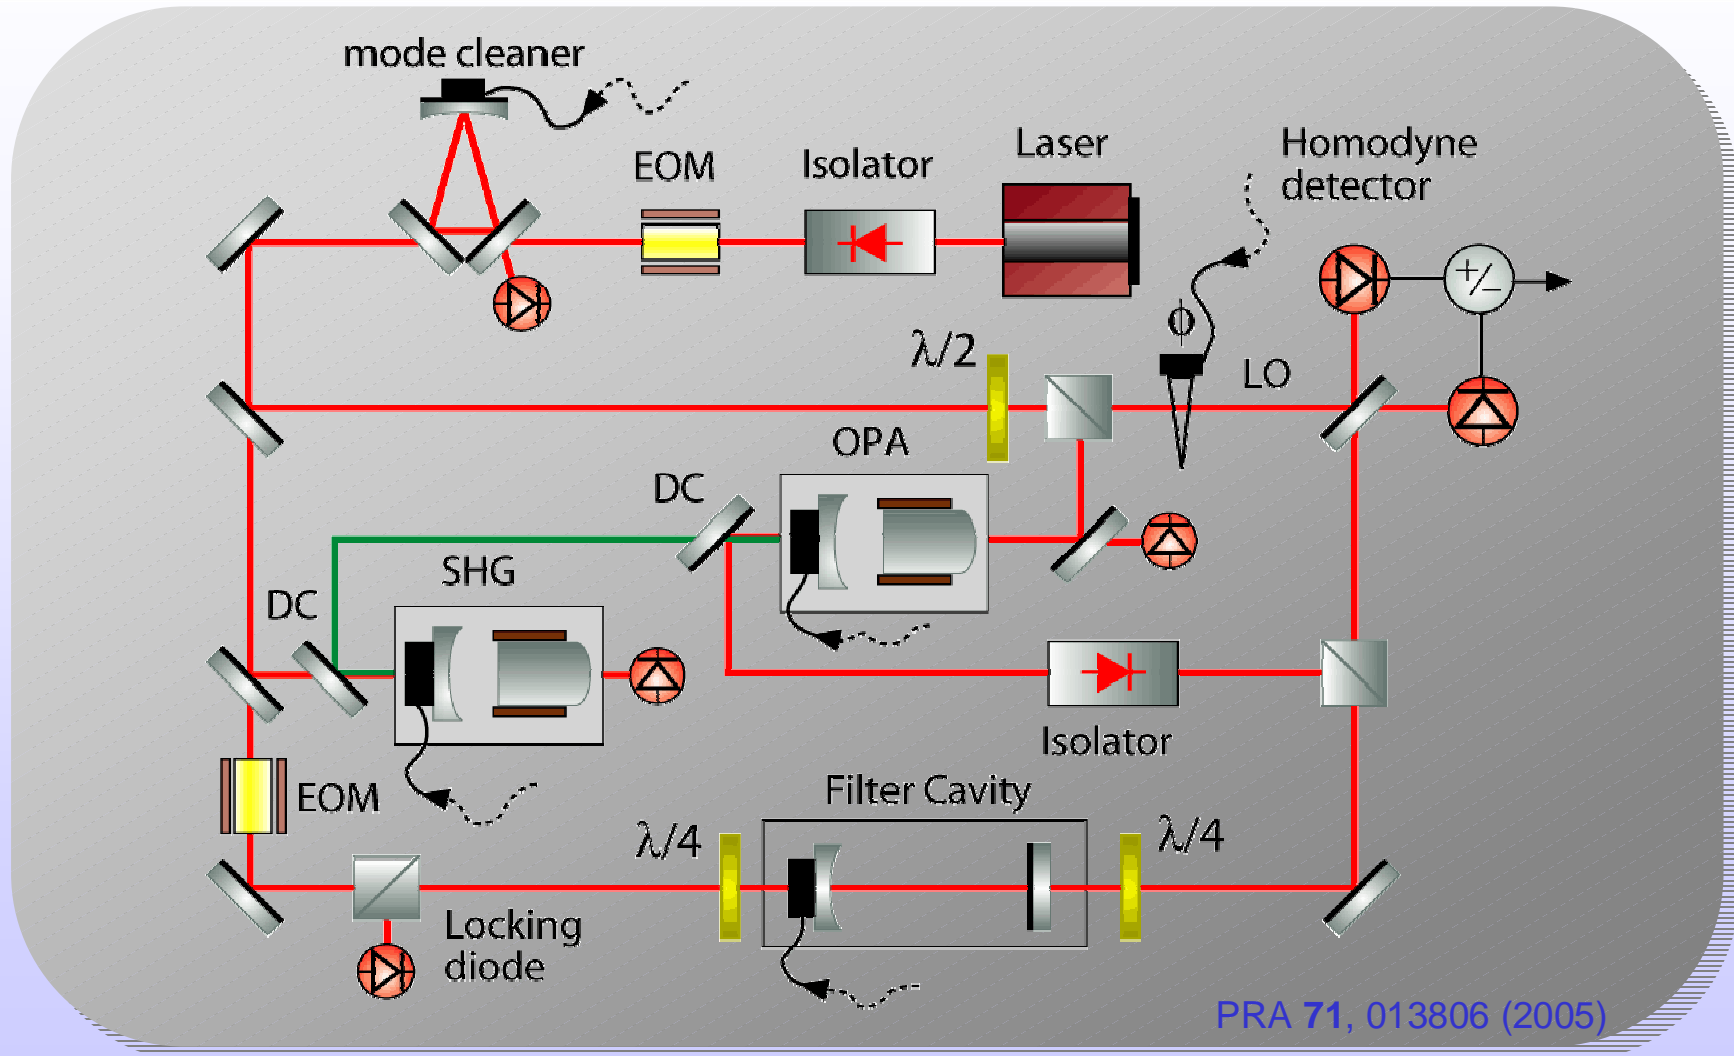 mode cleaner
EOM
Isolator
Laser
Homodyne
detector
ϕ
+/-
λ/2
LO
OPA
DC
SHG
DC
Isolator
EOM
Filter Cavity
λ/4
λ/4
Locking
diode
PRA 71, 013806 (2005)